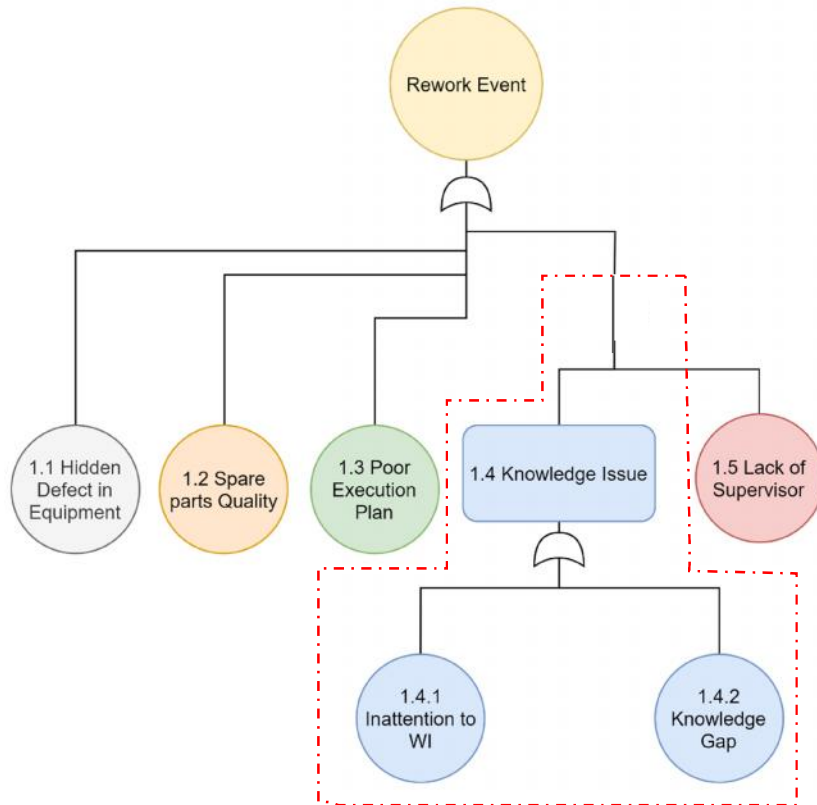 Rework Event
1.1 Hidden
Defect in
Equipment
1.2 Spare
parts Quality
1.3 Poor
Execution
Plan
1.4 Knowledge Issue
1.5 Lack of
Supervisor
1.4.1
Inattention to
WI
1.4.2
Knowledge
Gap